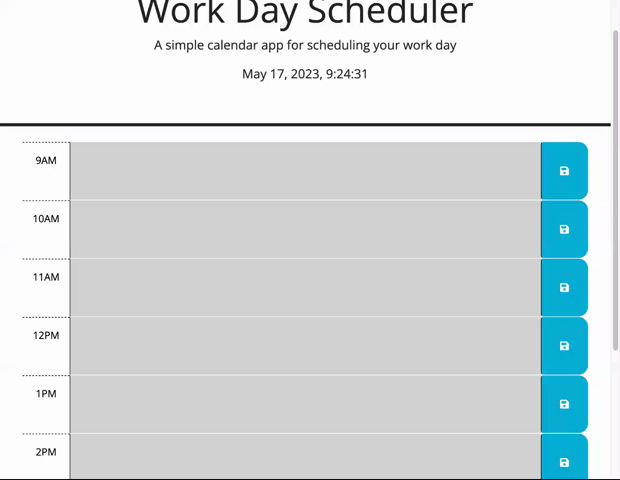 Work Day Scheduler
A simple calendar app for scheduling your work day
May 17, 2023, 9:24:31
9AM
10AM
11AM
12PM
1PM
2PM